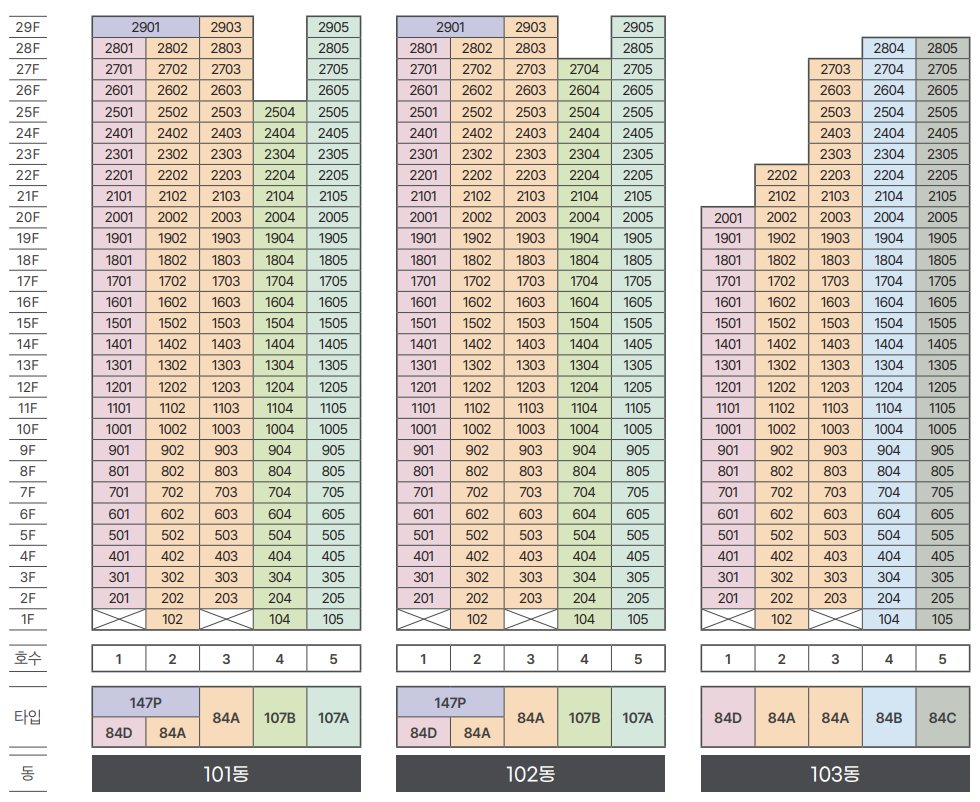 29F 2901 2903 2905 2901 2903 2905
28F 2801 2802 2803 2805 2801 2802 2803 2805 2804 2805
27F 2701 2702 2703 2705 2701 2702 2703 2704 2705 2703 2704 2705
26F 2601 2602 2603 2605 2601 2602 2603 2604 2605 2603 2604 2605
25F 2501 2502 2503 2504 2505 2501 2502 2503 2504 2505 2503 2504 2505
24F 2401 2402 2403 2404 2405 2401 2402 2403 2404 2405 2403 2404 2405
23F 2301 2302 2303 2304 2305 2301 2302 2303 2304 2305 2303 2304 2305
22F 2201 2202 2203 2204 2205 2201 2202 2203 2204 2205 2202 2203 2204 2205
21F 2101 2102 2103 2104 2105 2101 2102 2103 2104 2105 2102 2103 2104 2105
20F 2001 2002 2003 2004 2005 2001 2002 2003 2004 2005 2001 2002 2003 2004 2005
19F 1901 1902 1903 1904 1905 1901 1902 1903 1904 1905 1901 1902 1903 1904 1905
18F 1801 1802 1803 1804 1805 1801 1802 1803 1804 1805 1801 1802 1803 1804 1805
17F 1701 1702 1703 1704 1705 1701 1702 1703 1704 1705 1701 1702 1703 1704 1705
16F 1601 1602 1603 1604 1605 1601 1602 1603 1604 1605 1601 1602 1603 1604 1605
15F 1501 1502 1503 1504 1505 1501 1502 1503 1504 1505 1501 1502 1503 1504 1505
14F 1401 1402 1403 1404 1405 1401 1402 1403 1404 1405 1401 1402 1403 1404 1405
13F 1301 1302 1303 1304 1305 1301 1302 1303 1304 1305 1301 1302 1303 1304 1305
12F 1201 1202 1203 1204 1205 1201 1202 1203 1204 1205 1201 1202 1203 1204 1205
11F 1101 1102 1103 1104 1105 1101 1102 1103 1104 1105 1101 1102 1103 1104 1105
10F 1001 1002 1003 1004 1005 1001 1002 1003 1004 1005 1001 1002 1003 1004 1005
9F 901 902 903 904 905 901 902 903 904 905 901 902 903 904 905
8F 801 802 803 804 805 801 802 803 804 805 801 802 803 804 805
7F 701 702 703 704 705 701 702 703 704 705 701 702 703 704 705
6F 601 602 603 604 605 601 602 603 604 605 601 602 603 604 605
5F 501 502 503 504 505 501 502 503 504 505 501 502 503 504 505
4F 401 402 403 404 405 401 402 403 404 405 401 402 403 404 405
3F 301 302 303 304 305 301 302 303 304 305 301 302 303 304 305
2F 201 202 203 204 205 201 202 203 204 205 201 202 203 204 205
1F 102 104 105 102 104 105 102 104 105
호수 1 2 3 4 5 1 2 3 4 5 1 2 3 4 5
147P 147P
타입 84A 107B 107A 84A 107B 107A 84D 84A 84A 84B 84C
84D 84A 84D 84A
동 101동 102동 103동